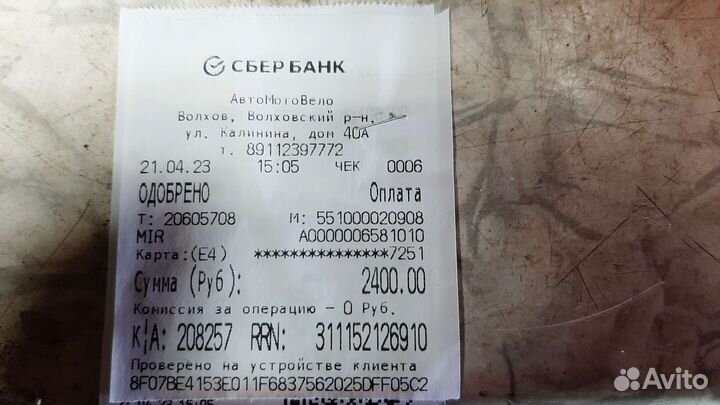 СБЕР БАНК
АвтоМотоВело
Волхов, Волховский р-н,
ул. Калинина, дом 40А
т. 89112397772
21.04.23 15:05 ЧЕК 0006
ОДОБРЕНО Оплата
Т: 20605708 М: 551000020908
MIR A0000006581010
Карта:(E4) ***************7251
Сумма (Руб): 2400.00
Комиссия за операцию - 0 Руб.
К/А: 208257 RRN: 311152126910
Проверено на устройстве клиента
8F07BE4153E011F6837562025DFF05C2
Avito